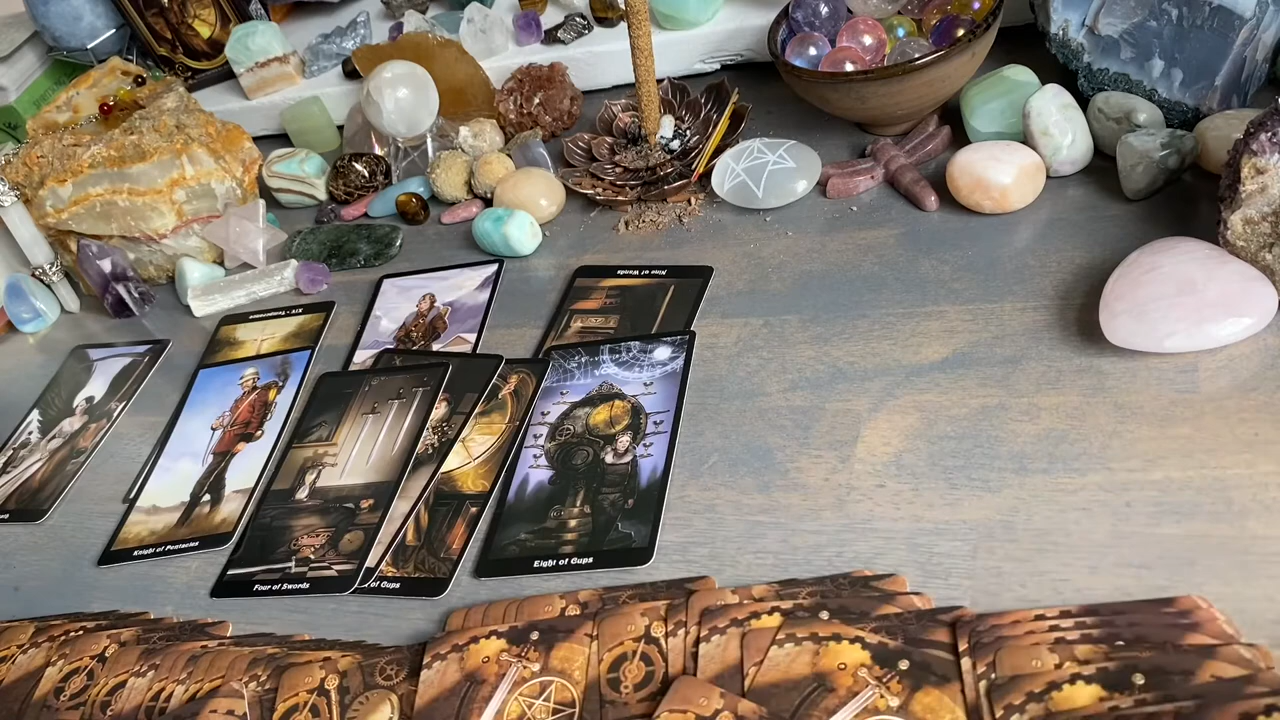 Nine of Wands
XIV • Temperance
Knight of Pentacles
Four of Swords
of Cups
Eight of Cups